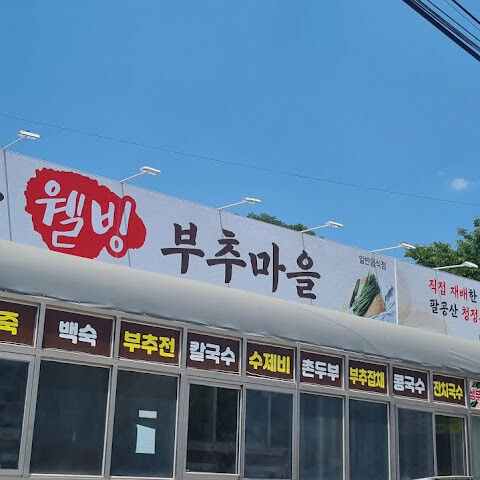 웰빙
부추마을
일반음식점
직접 재배한
팔공산 청정
죽
백숙
부추전
칼국수
수제비
촌두부
부추잡채
콩국수
잔치국수